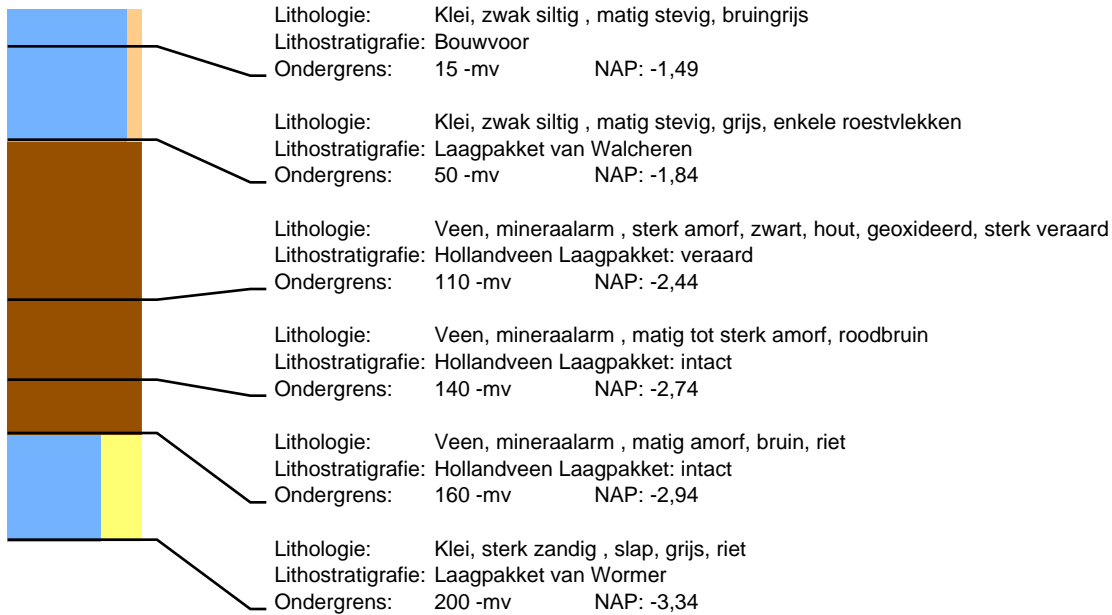 Lithologie: Klei, zwak siltig , matig stevig, bruingrijs
Lithostratigrafie: Bouwvoor
Ondergrens: 15 -mv NAP: -1,49
Lithologie: Klei, zwak siltig , matig stevig, grijs, enkele roestvlekken
Lithostratigrafie: Laagpakket van Walcheren
Ondergrens: 50 -mv NAP: -1,84
Lithologie: Veen, mineraalarm , sterk amorf, zwart, hout, geoxideerd, sterk veraard
Lithostratigrafie: Hollandveen Laagpakket: veraard
Ondergrens: 110 -mv NAP: -2,44
Lithologie: Veen, mineraalarm , matig tot sterk amorf, roodbruin
Lithostratigrafie: Hollandveen Laagpakket: intact
Ondergrens: 140 -mv NAP: -2,74
Lithologie: Veen, mineraalarm , matig amorf, bruin, riet
Lithostratigrafie: Hollandveen Laagpakket: intact
Ondergrens: 160 -mv NAP: -2,94
Lithologie: Klei, sterk zandig , slap, grijs, riet
Lithostratigrafie: Laagpakket van Wormer
Ondergrens: 200 -mv NAP: -3,34